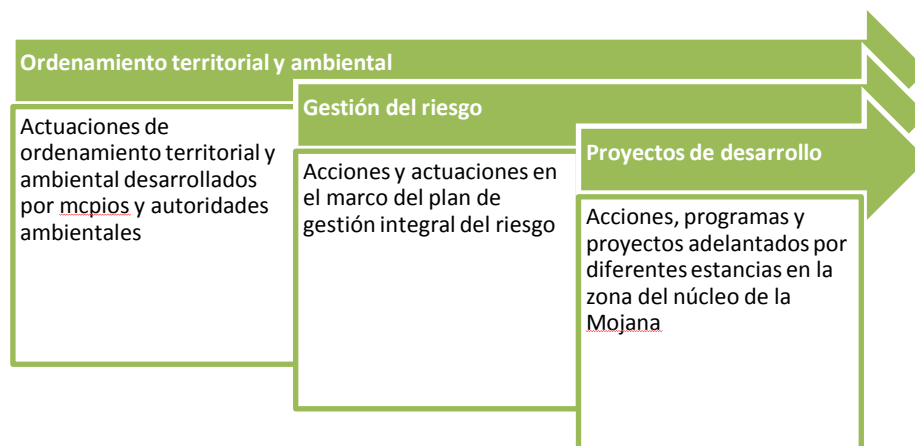 Ordenamiento territorial y ambiental
Actuaciones de
ordenamiento territorial y
ambiental desarrollados
por mcpios y autoridades
ambientales
Gestión del riesgo
Acciones y actuaciones en
el marco del plan de
gestión integral del riesgo
Proyectos de desarrollo
Acciones, programas y
proyectos adelantados por
diferentes estancias en la
zona del núcleo de la
Mojana